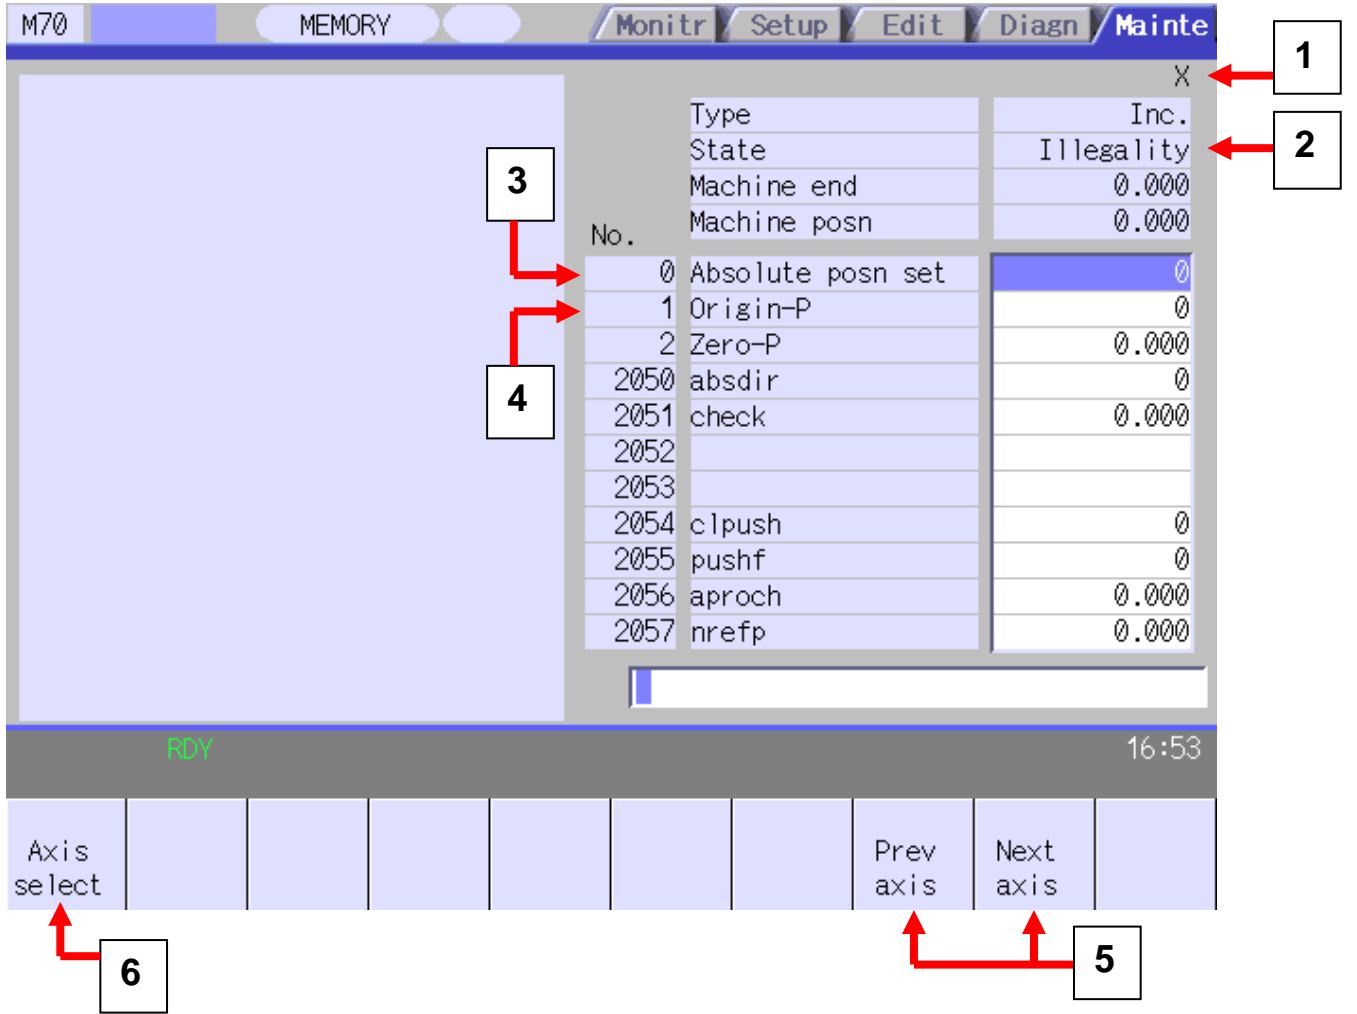 M70 MEMORY Monitr Setup Edit Diagn Mainte
X
1
Type Inc.
State Illegality
2
Machine end 0.000
3
Machine posn 0.000
No.
0 Absolute posn set 0
1 Origin-P 0
2 Zero-P 0.000
2050 absdir 0
4
2051 check 0.000
2052
2053
2054 clpush 0
2055 pushf 0
2056 aproch 0.000
2057 nrefp 0.000
RDY 16:53
Axis select
Prev axis
Next axis
6
5